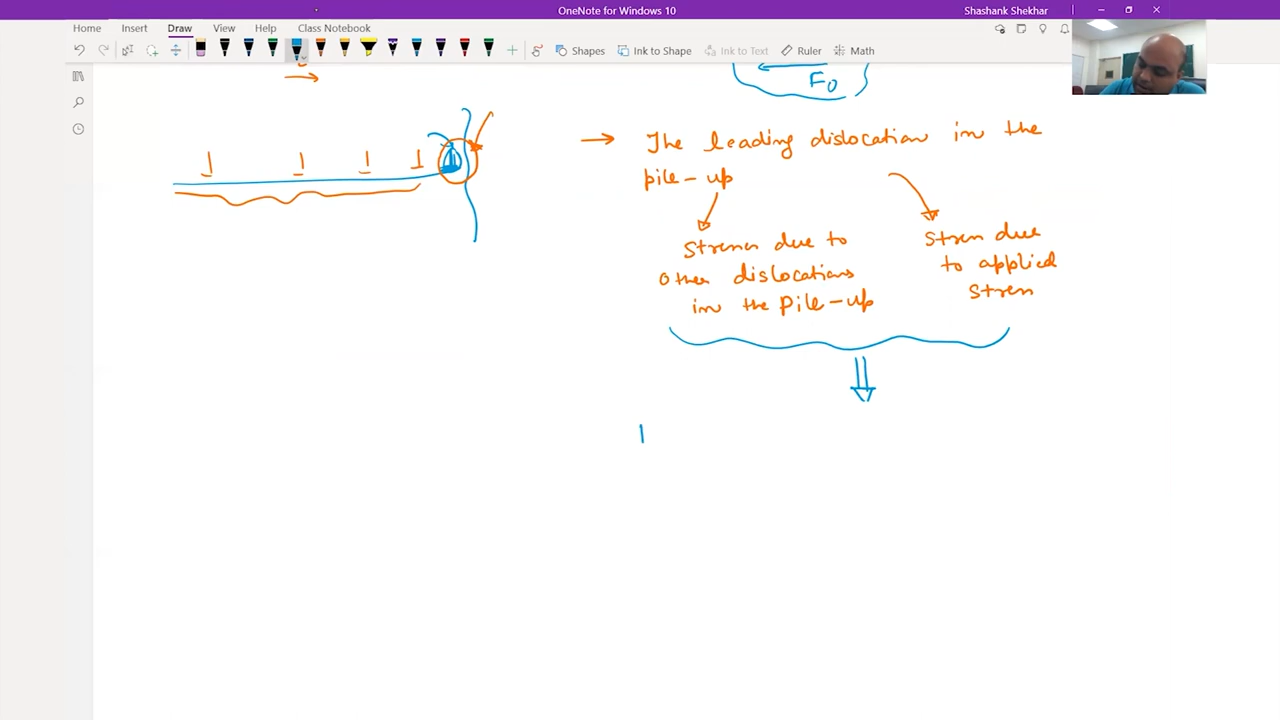 OneNote for Windows 10
Shashank Shekhar
Home Insert Draw View Help Class Notebook
Shapes Ink to Shape Ink to Text Ruler Math
F0
→ The leading dislocation in the
pile-up
Stress due to
other dislocations
in the pile-up
Stress due
to applied
stress